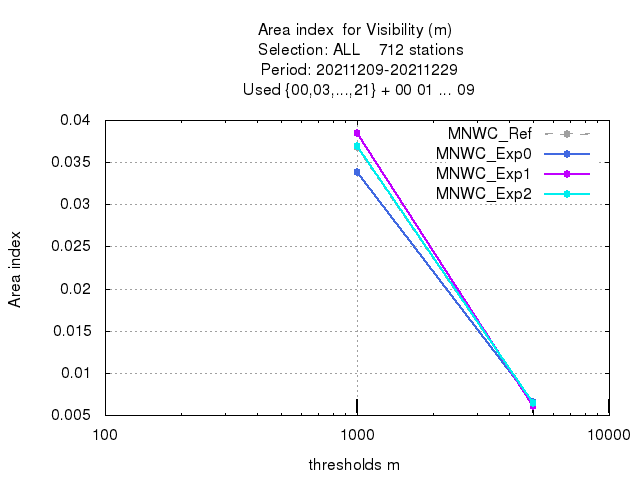 Area index  for Visibility (m)
Selection: ALL    712 stations
Period: 20211209-20211229
Used {00,03,...,21} + 00 01 ... 09
0.04
0.035
0.03
0.025
0.02
0.015
0.01
0.005
Area index
MNWC_Ref
MNWC_Exp0
MNWC_Exp1
MNWC_Exp2
100
1000
10000
thresholds m